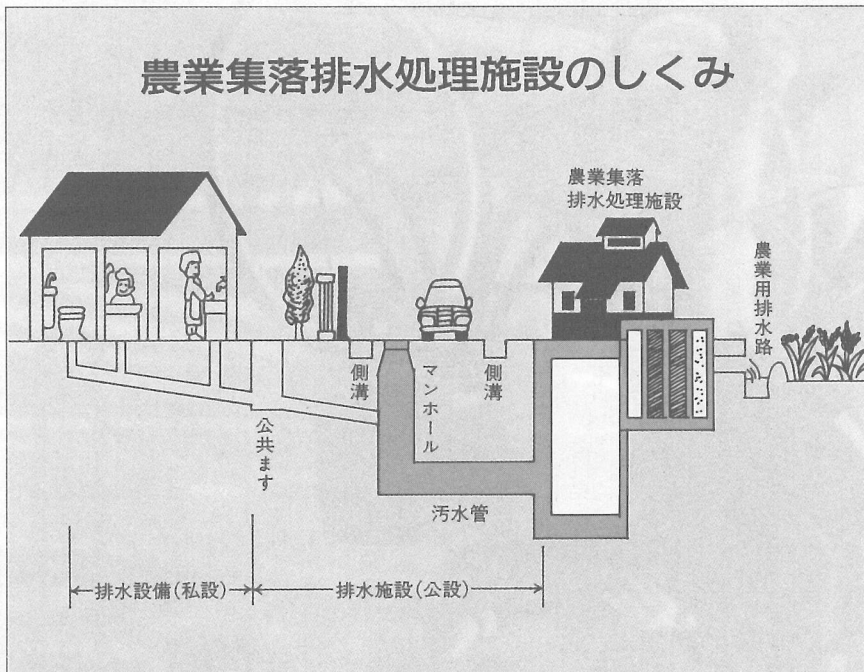 農業集落排水処理施設のしくみ
農業集落
排水処理施設
農業用排水路
側溝
マンホール
側溝
公共ます
汚水管
排水設備(私設)
排水施設(公設)